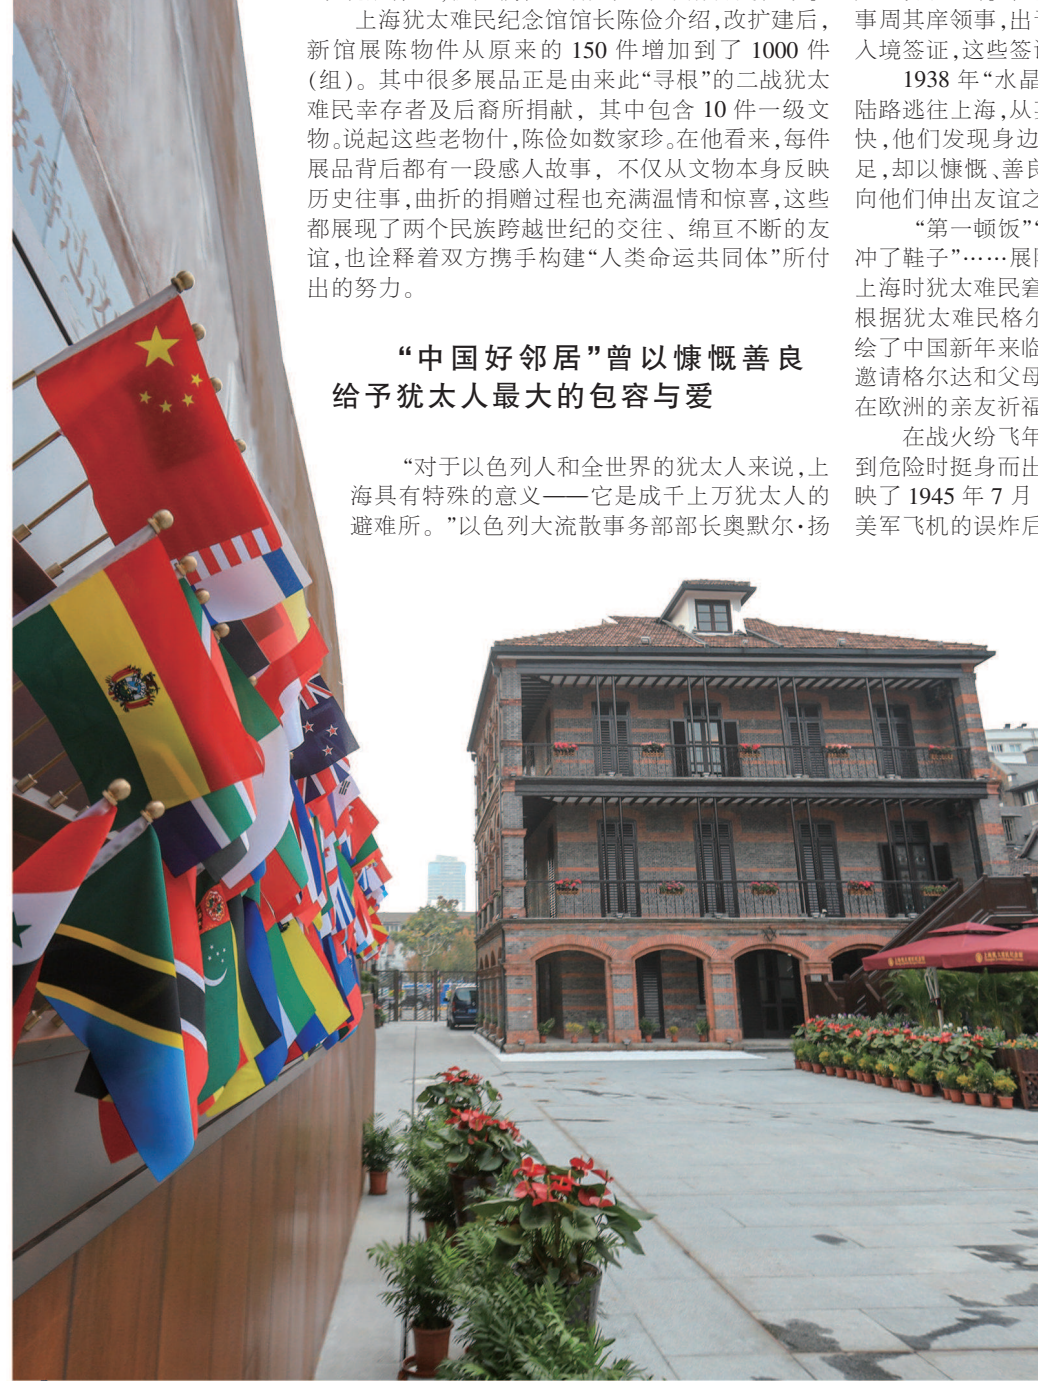 上海犹太难民纪念馆馆长陈俭介绍,改扩建后,
新馆展陈物件从原来的 150 件增加到了 1000 件
(组)。其中很多展品正是由来此“寻根”的二战犹太
难民幸存者及后裔所捐献，其中包含 10 件一级文
物。说起这些老物什,陈俭如数家珍。在他看来,每件
展品背后都有一段感人故事，不仅从文物本身反映
历史往事,曲折的捐赠过程也充满温情和惊喜,这些
都展现了两个民族跨越世纪的交往、绵亘不断的友
谊,也诠释着双方携手构建“人类命运共同体”所付
出的努力。
“中国好邻居”曾以慷慨善良
给予犹太人最大的包容与爱
“对于以色列人和全世界的犹太人来说,上
海具有特殊的意义——它是成千上万犹太人的
避难所。”以色列大流散事务部部长奥默尔·扬
事周其庠领事,出
入境签证,这些签
1938 年“水晶
陆路逃往上海,从
快,他们发现身边
足,却以慷慨、善良
向他们伸出友谊之
“第一顿饭”“
冲了鞋子”……展
上海时犹太难民窘
根据犹太难民格尔
绘了中国新年来临
邀请格尔达和父母
在欧洲的亲友祈福
在战火纷飞年
到危险时挺身而出
映了 1945 年 7 月
美军飞机的误炸后